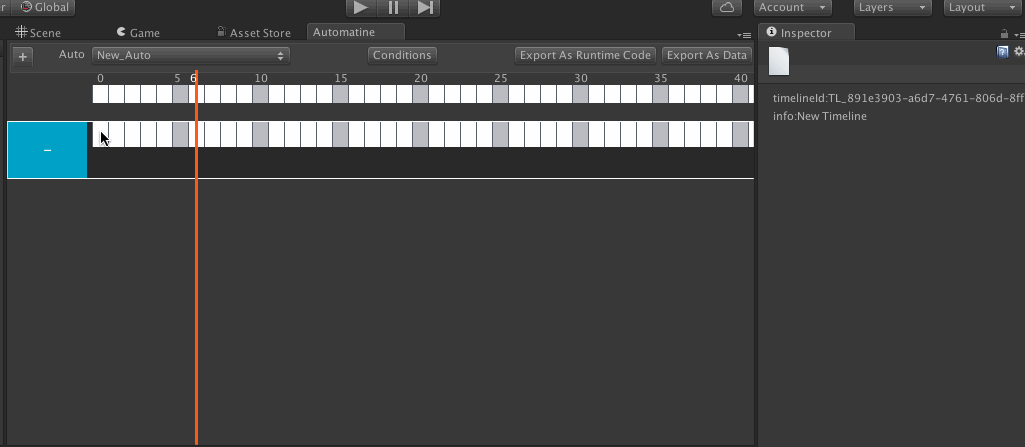 r Global Account Layers Layout
Scene Game Asset Store Automatine Inspector
+ Auto New_Auto Conditions Export As Runtime Code Export As Data
0 5 6 10 15 20 25 30 35 40
timelineId:TL_891e3903-a6d7-4761-806d-8ff
info:New Timeline